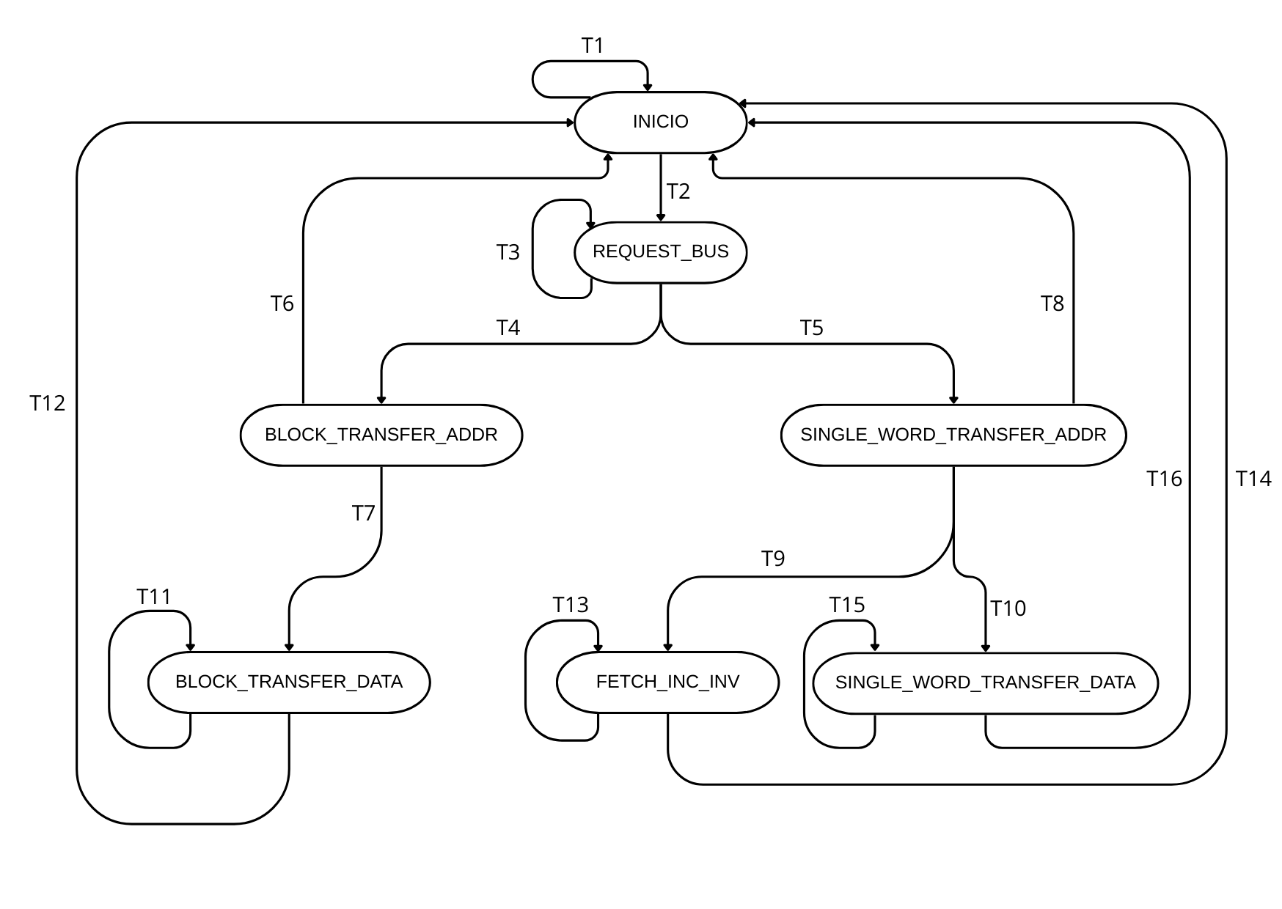 T1
INICIO
T2
REQUEST_BUS
T3
T6
T8
T4
T5
T12
BLOCK_TRANSFER_ADDR
SINGLE_WORD_TRANSFER_ADDR
T16
T14
T7
T9
T11
T13
T15
T10
BLOCK_TRANSFER_DATA
FETCH_INC_INV
SINGLE_WORD_TRANSFER_DATA